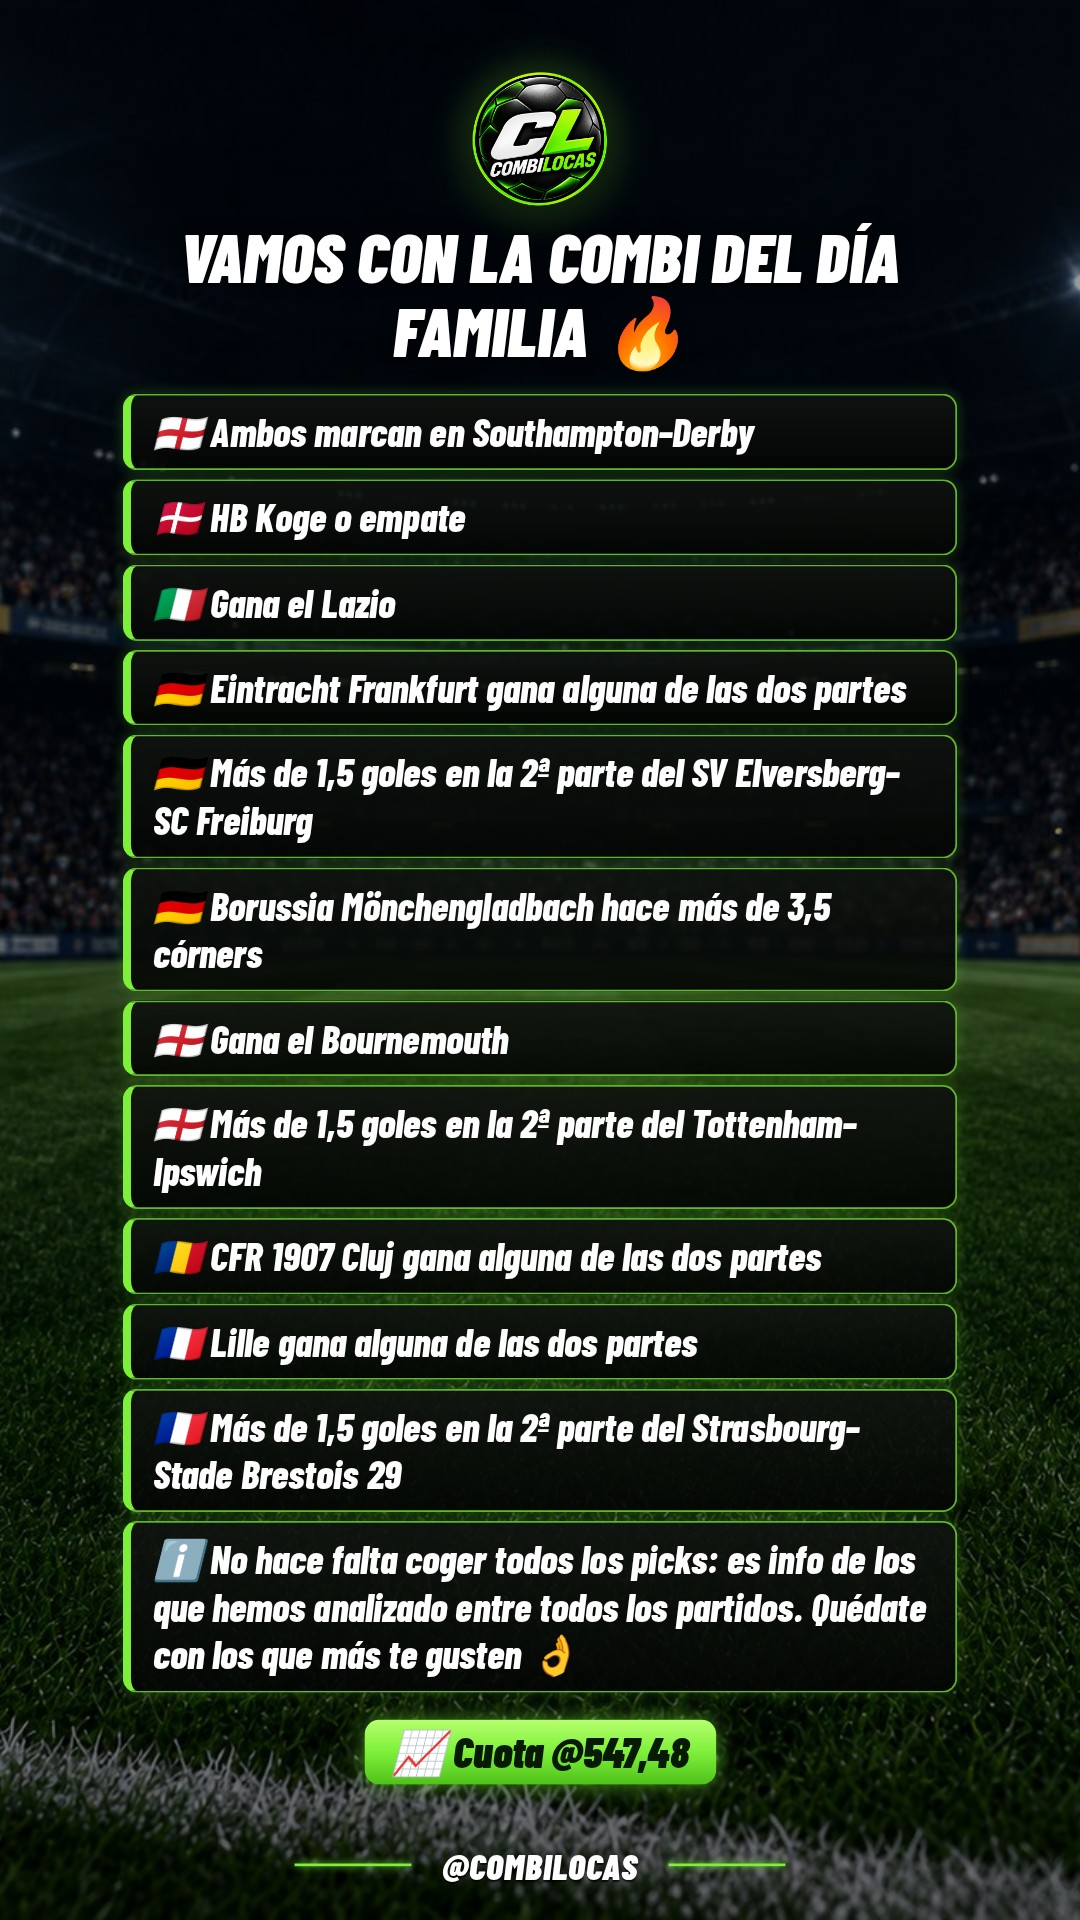 CL
COMBILOCAS
VAMOS CON LA COMBI DEL DÍA
FAMILIA 🔥
🏴󠁧󠁢󠁥󠁮󠁧󠁿 Ambos marcan en Southampton-Derby
🇩🇰 HB Koge o empate
🇮🇹 Gana el Lazio
🇩🇪 Eintracht Frankfurt gana alguna de las dos partes
🇩🇪 Más de 1,5 goles en la 2ª parte del SV Elversberg-
SC Freiburg
🇩🇪 Borussia Mönchengladbach hace más de 3,5
córners
🏴󠁧󠁢󠁥󠁮󠁧󠁿 Gana el Bournemouth
🏴󠁧󠁢󠁥󠁮󠁧󠁿 Más de 1,5 goles en la 2ª parte del Tottenham-
Ipswich
🇷🇴 CFR 1907 Cluj gana alguna de las dos partes
🇫🇷 Lille gana alguna de las dos partes
🇫🇷 Más de 1,5 goles en la 2ª parte del Strasbourg-
Stade Brestois 29
ℹ️ No hace falta coger todos los picks: es info de los
que hemos analizado entre todos los partidos. Quédate
con los que más te gusten 👌
📈 Cuota @547,48
@COMBILOCAS